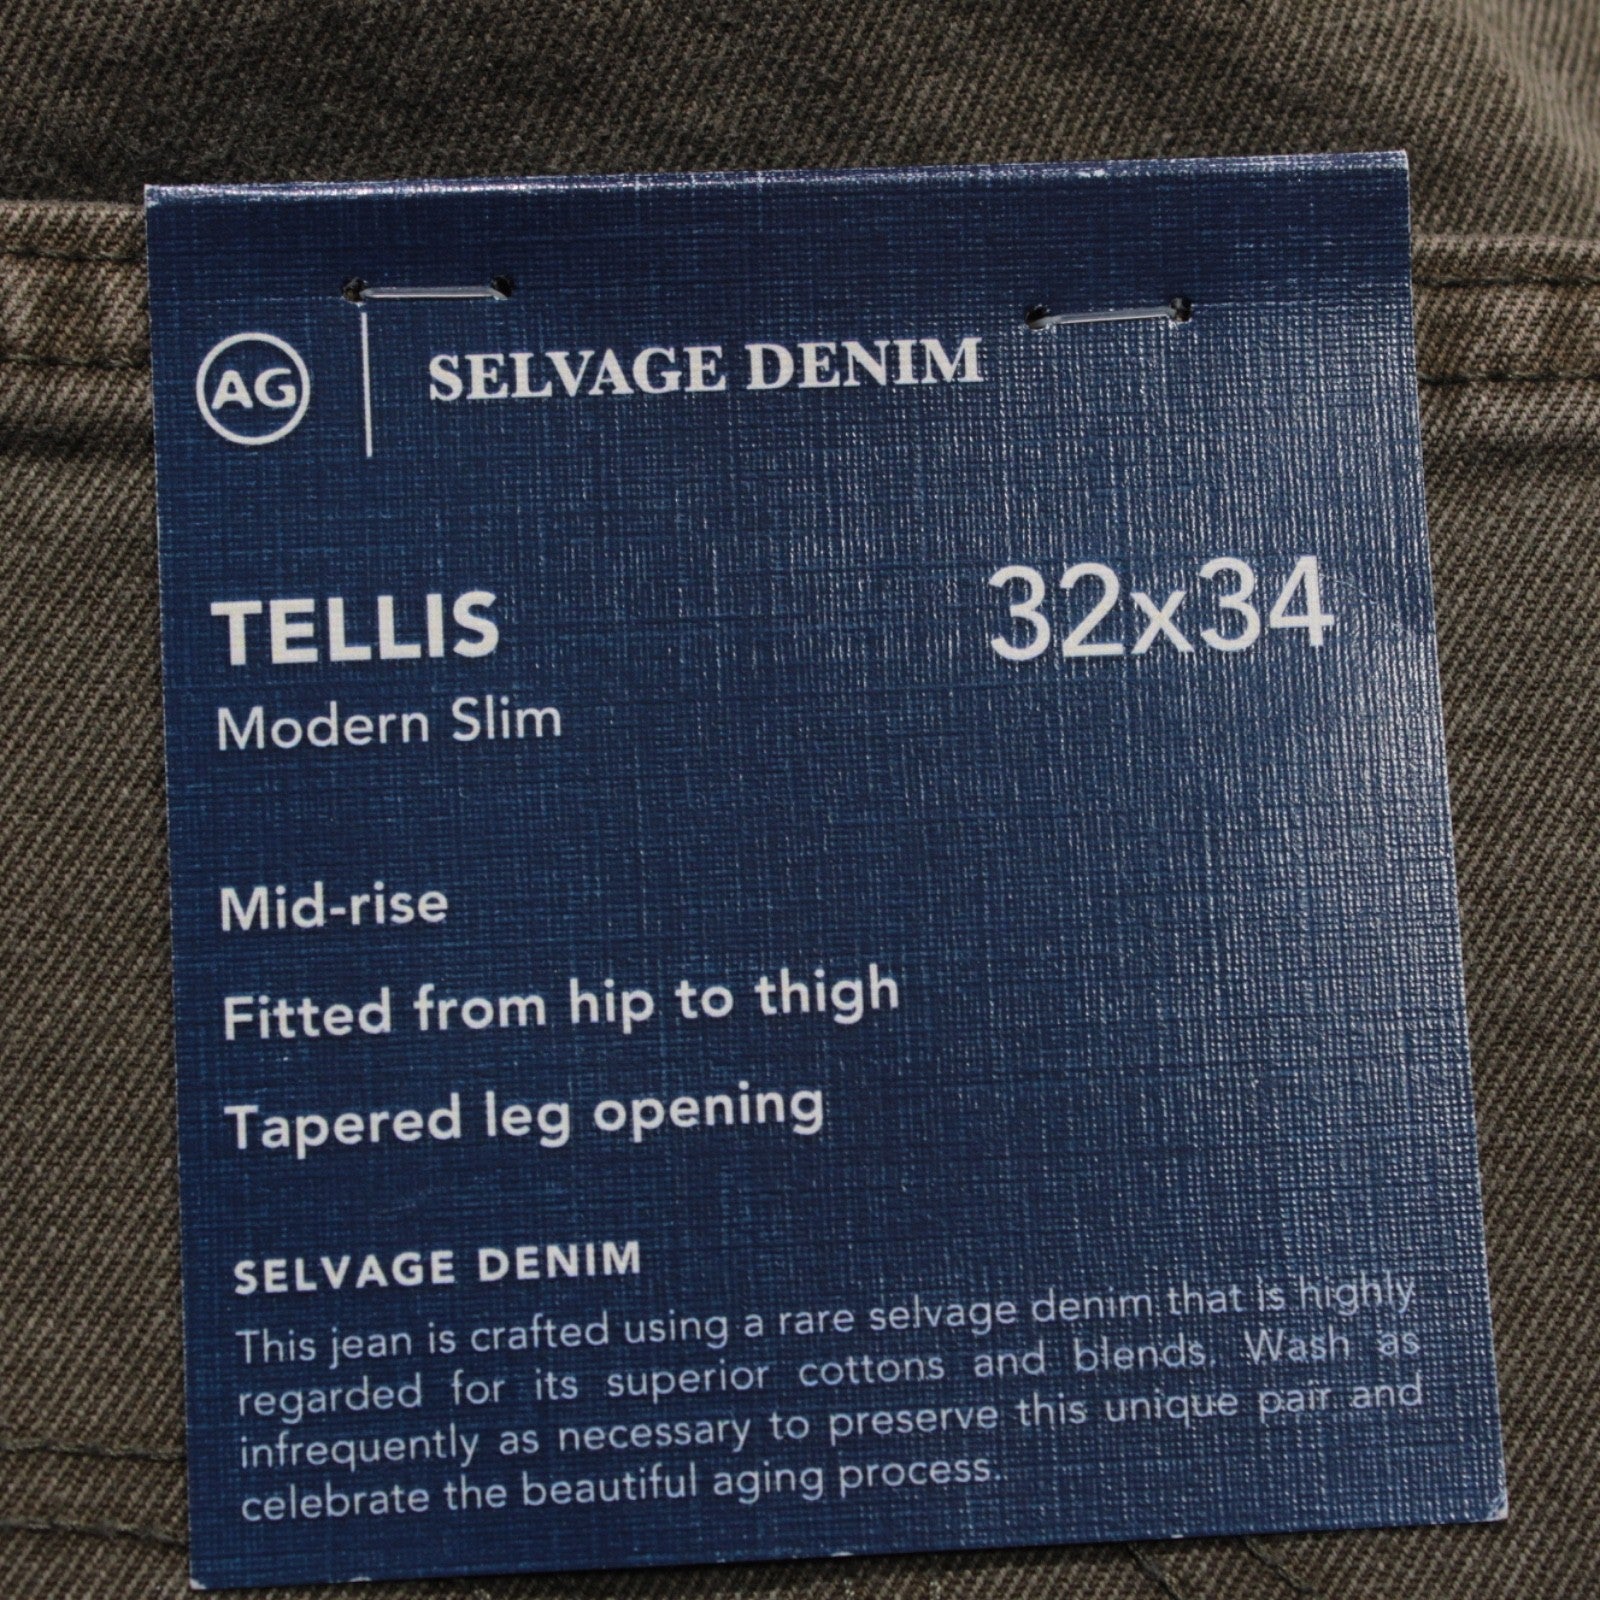 AG
SELVAGE DENIM
TELLIS
32x34
Modern Slim
Mid-rise
Fitted from hip to thigh
Tapered leg opening
SELVAGE DENIM
This jean is crafted using a rare selvage denim that is highly
regarded for its superior cottons and blends. Wash as
infrequently as necessary to preserve this unique pair and
celebrate the beautiful aging process..